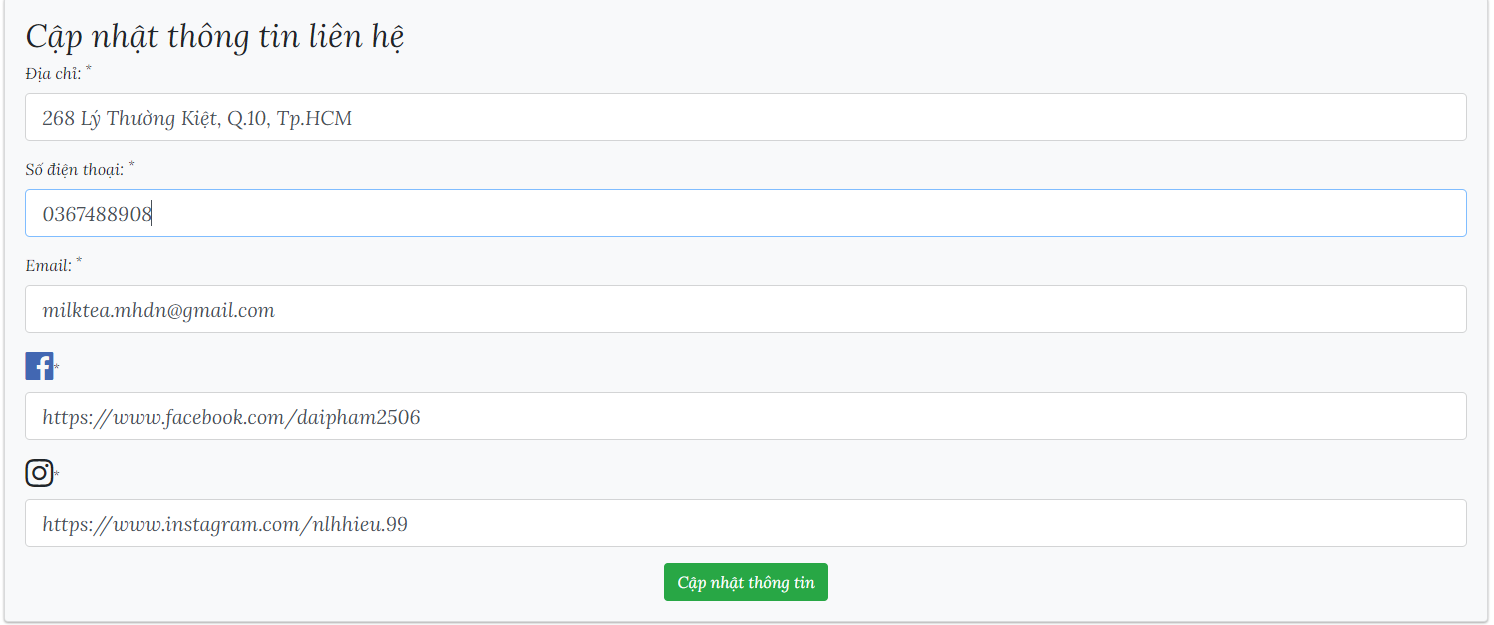 Cập nhật thông tin liên hệ
Địa chỉ: *
268 Lý Thường Kiệt, Q.10, Tp.HCM
Số điện thoại: *
0367488908
Email: *
milktea.mhdn@gmail.com
*
https://www.facebook.com/daipham2506
*
https://www.instagram.com/nlhhieu.99
Cập nhật thông tin